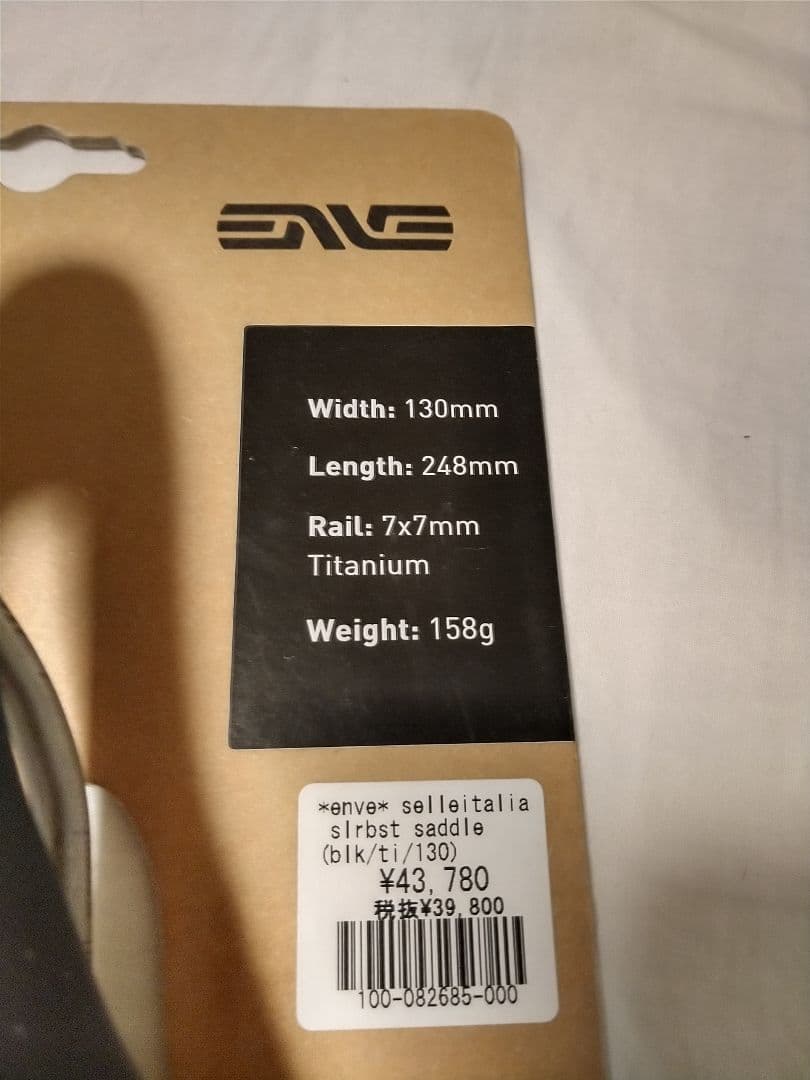 ENVE
Width: 130mm
Length: 248mm
Rail: 7x7mm
Titanium
Weight: 158g
*enve* selleitalia
slrbst saddle
(blk/ti/130)
¥43,780
税抜¥39,800
100-082685-000